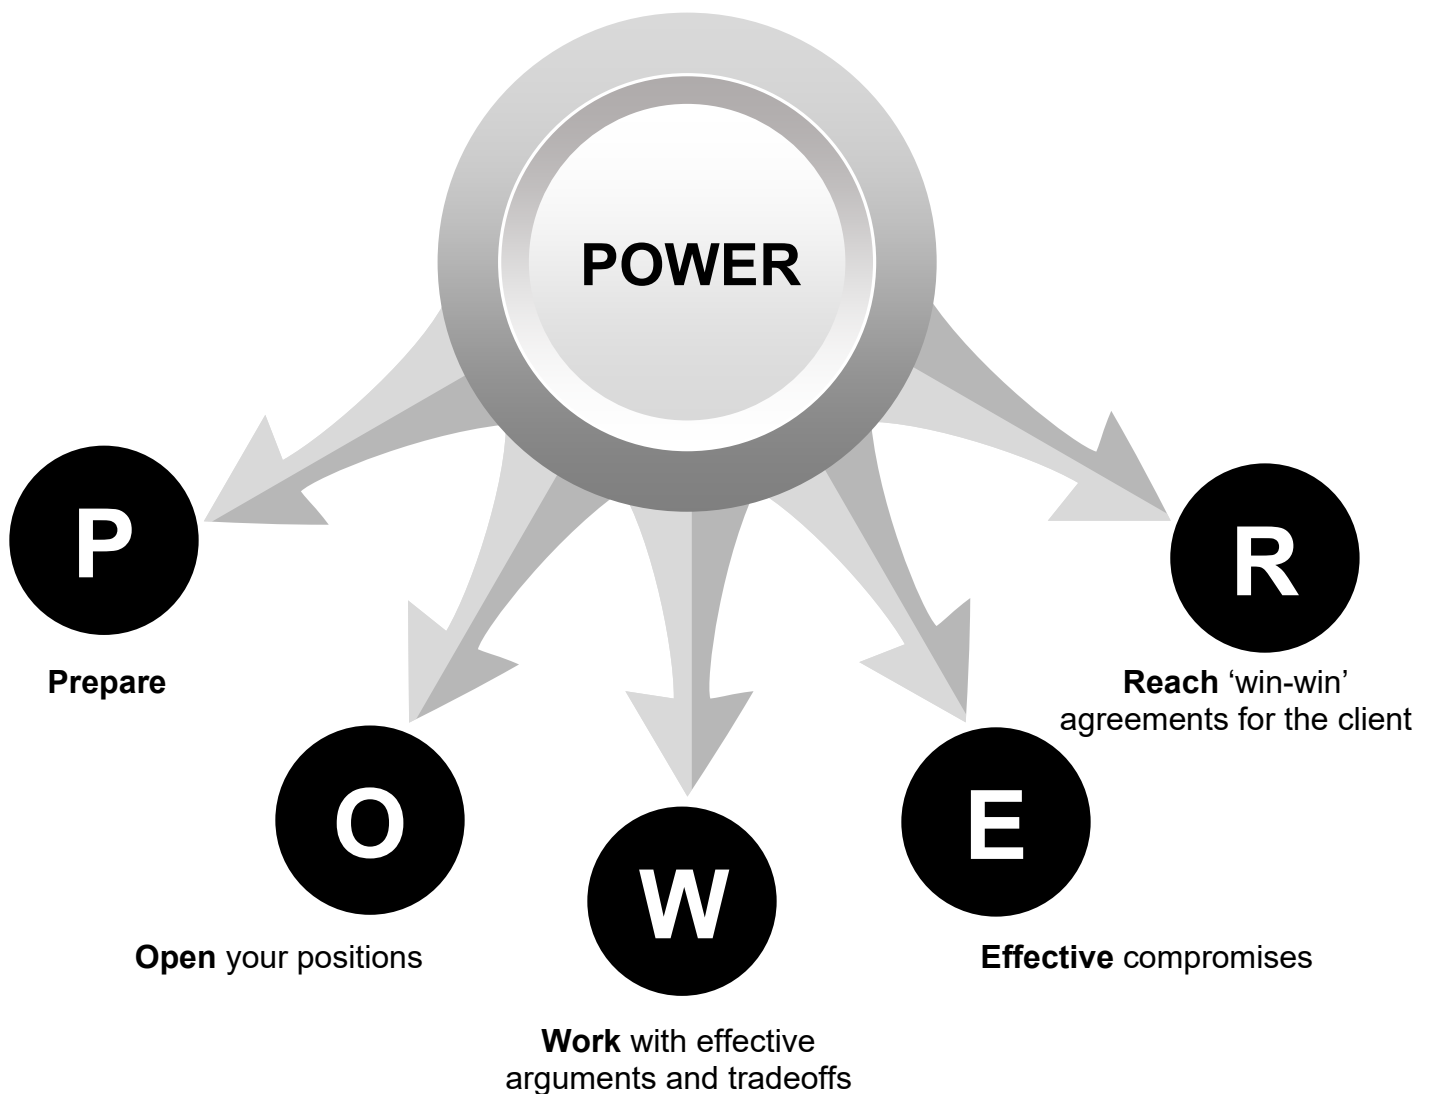 POWER
P
Prepare
O
Open your positions
W
Work with effective
arguments and tradeoffs
E
Effective compromises
R
Reach ‘win-win’
agreements for the client